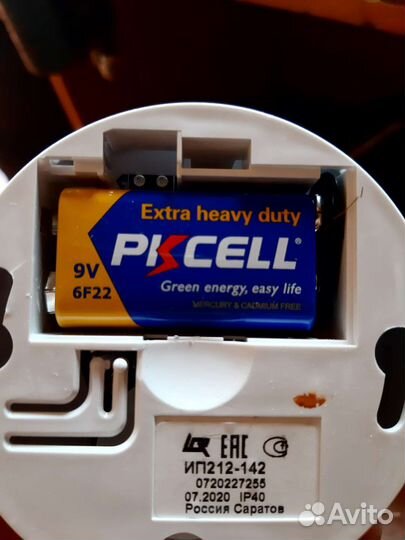 Extra heavy duty
PKCELL
9V
6F22
Green energy, easy life
MERCURY & CADMIUM FREE
EAC
ИП212-142
0720227255
07.2020 IP40
Россия Саратов
Avito